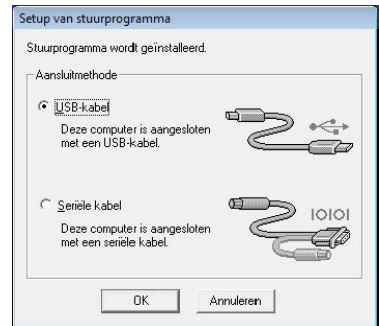 Setup van stuurprogramma
Stuurprogramma wordt geïnstalleerd.
Aansluitmethode
USB-kabel
Deze computer is aangesloten
met een USB-kabel.
Seriële kabel
Deze computer is aangesloten
met een seriële kabel.
IOIOI
OK
Annuleren